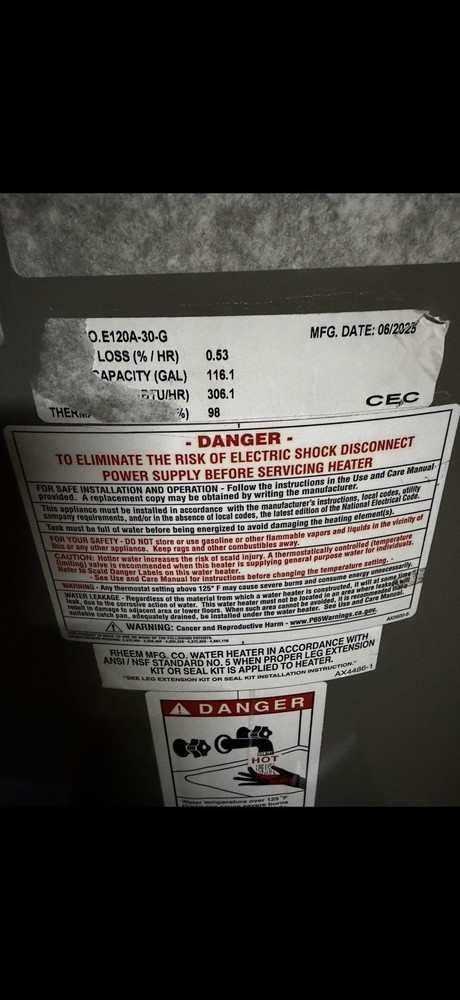 O.E120A-30-G
MFG. DATE: 06/2025
LOSS (% / HR) 0.53
CAPACITY (GAL) 116.1
BTU/HR) 306.1
THERM %) 98
CEC
- DANGER -
TO ELIMINATE THE RISK OF ELECTRIC SHOCK DISCONNECT
POWER SUPPLY BEFORE SERVICING HEATER
FOR SAFE INSTALLATION AND OPERATION - Follow the instructions in the Use and Care Manual
provided. A replacement copy may be obtained by writing the manufacturer.
This appliance must be installed in accordance with the manufacturer's instructions, local codes, utility
company requirements, and/or in the absence of local codes, the latest edition of the National Electrical Code.
Tank must be full of water before being energized to avoid damaging the heating element(s).
FOR YOUR SAFETY - DO NOT store or use gasoline or other flammable vapors and liquids in the vicinity of
this or any other appliance. Keep rags and other combustibles away.
CAUTION: Hotter water increases the risk of scald injury. A thermostatically controlled (temperature
limiting) valve is recommended when this heater is supplying general purpose water for individuals.
Refer to Scald Danger Labels on this water heater.
- See Use and Care Manual for instructions before changing the temperature setting. -
WARNING - Any thermostat setting above 125° F may cause severe burns and consume energy unnecessarily.
WATER LEAKAGE - Regardless of the material from which a water heater is constructed, it will at some time
leak, due to the corrosive action of water. This water heater must not be located in an area where leakage will
result in damage to adjacent area or lower floors. When such area cannot be avoided, it is recommended that a
suitable catch pan, adequately drained, be installed under the water heater. See Use and Care Manual.
WARNING: Cancer and Reproductive Harm - www.P65Warnings.ca.gov.
RHEEM MFG. CO. WATER HEATER IN ACCORDANCE WITH
ANSI / NSF STANDARD NO. 5 WHEN PROPER LEG EXTENSION
KIT OR SEAL KIT IS APPLIED TO HEATER.
"SEE LEG EXTENSION KIT OR SEAL KIT INSTALLATION INSTRUCTION."
AX4486-1
DANGER
HOT
Water temperature over 125°F